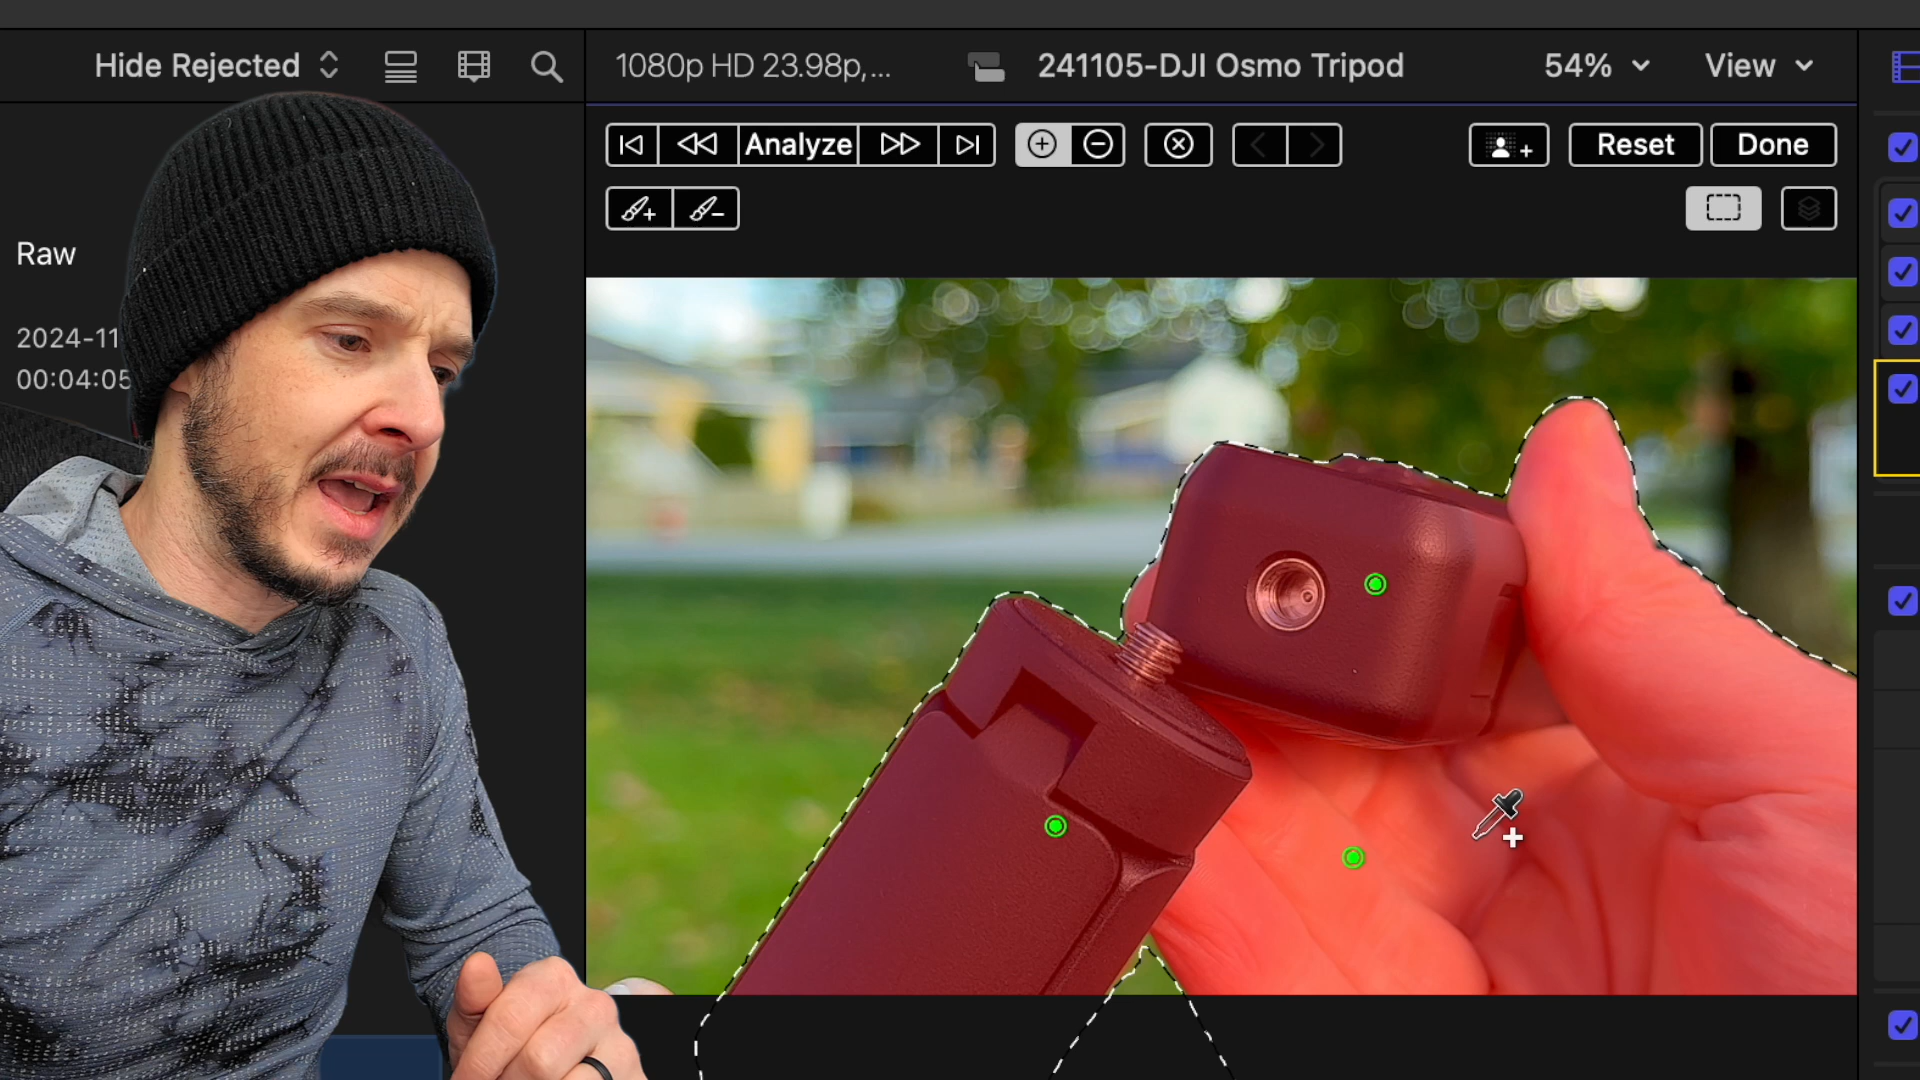 Hide Rejected
1080p HD 23.98p,...
241105-DJI Osmo Tripod
54%
View
Analyze
Reset
Done
Raw
2024-11
00:04:05